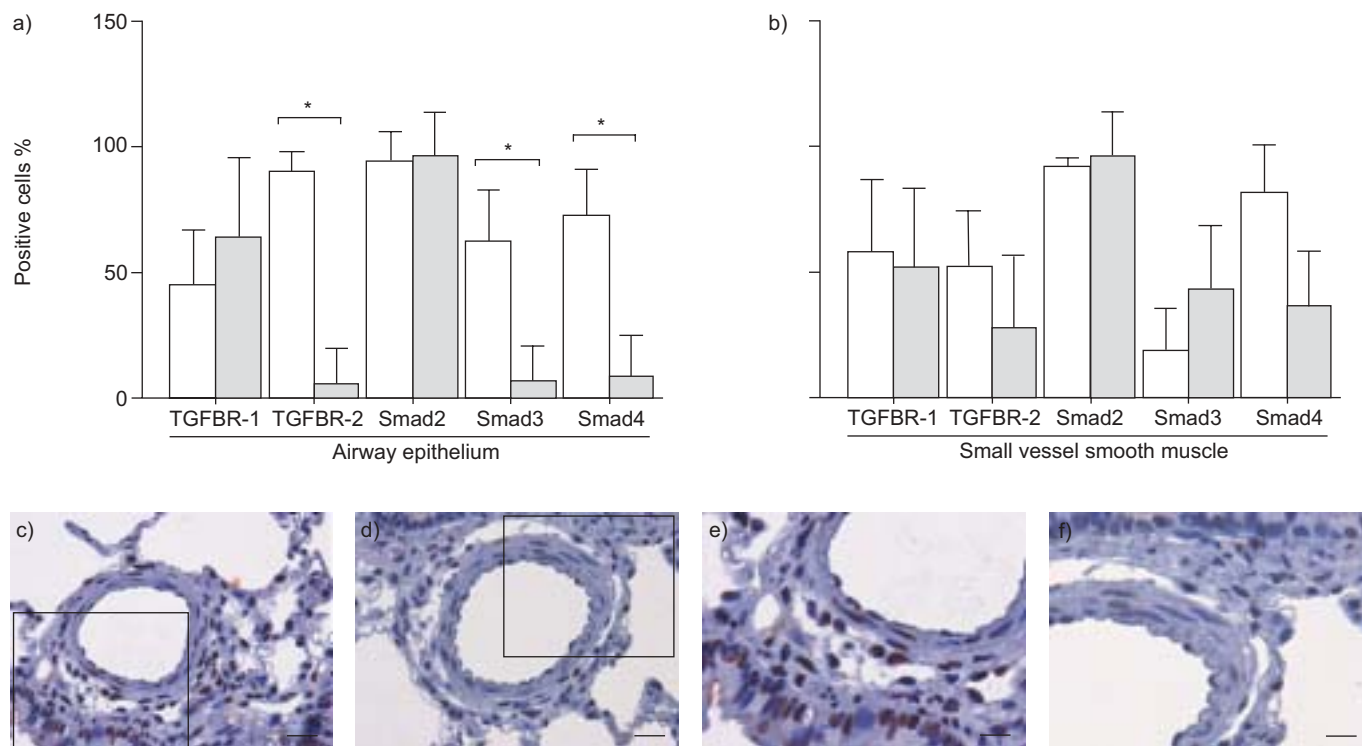 a)
150
100
50
0
Positive cells %
*
*
*
TGFBR-1 TGFBR-2 Smad2 Smad3 Smad4
Airway epithelium
b)
TGFBR-1 TGFBR-2 Smad2 Smad3 Smad4
Small vessel smooth muscle
c)
d)
e)
f)